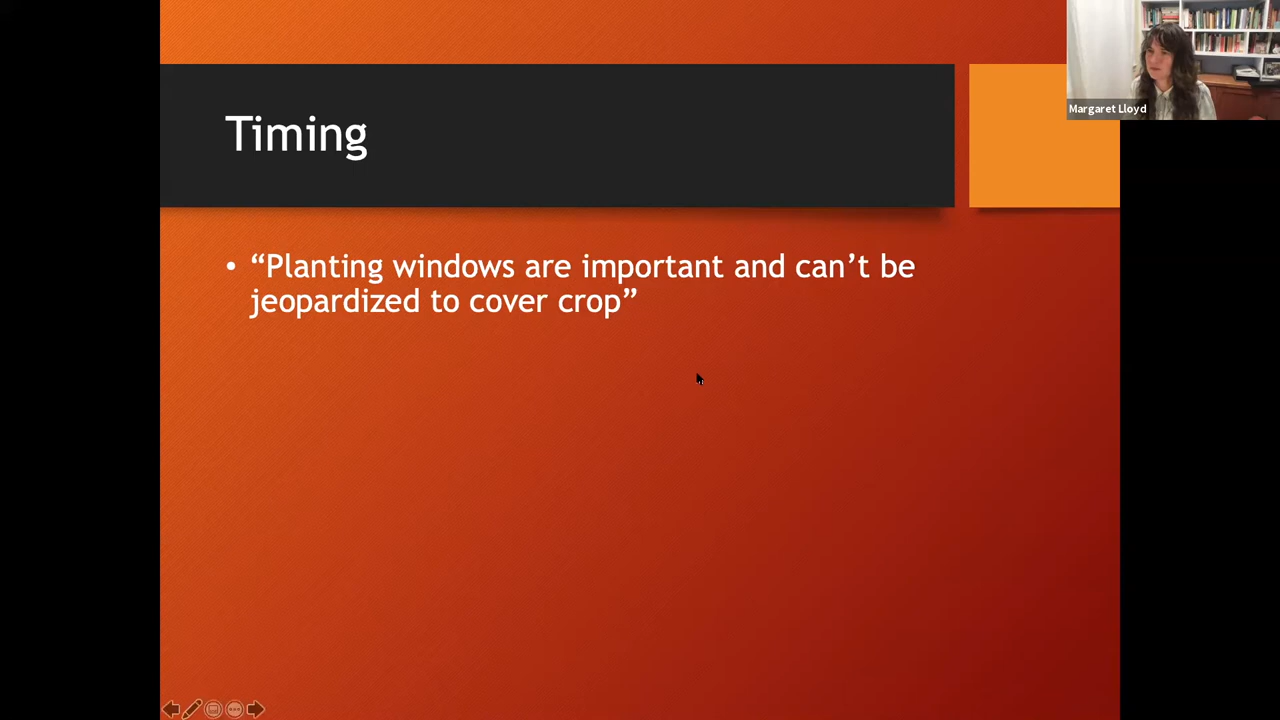 Margaret Lloyd
Timing
• “Planting windows are important and can’t be
jeopardized to cover crop”